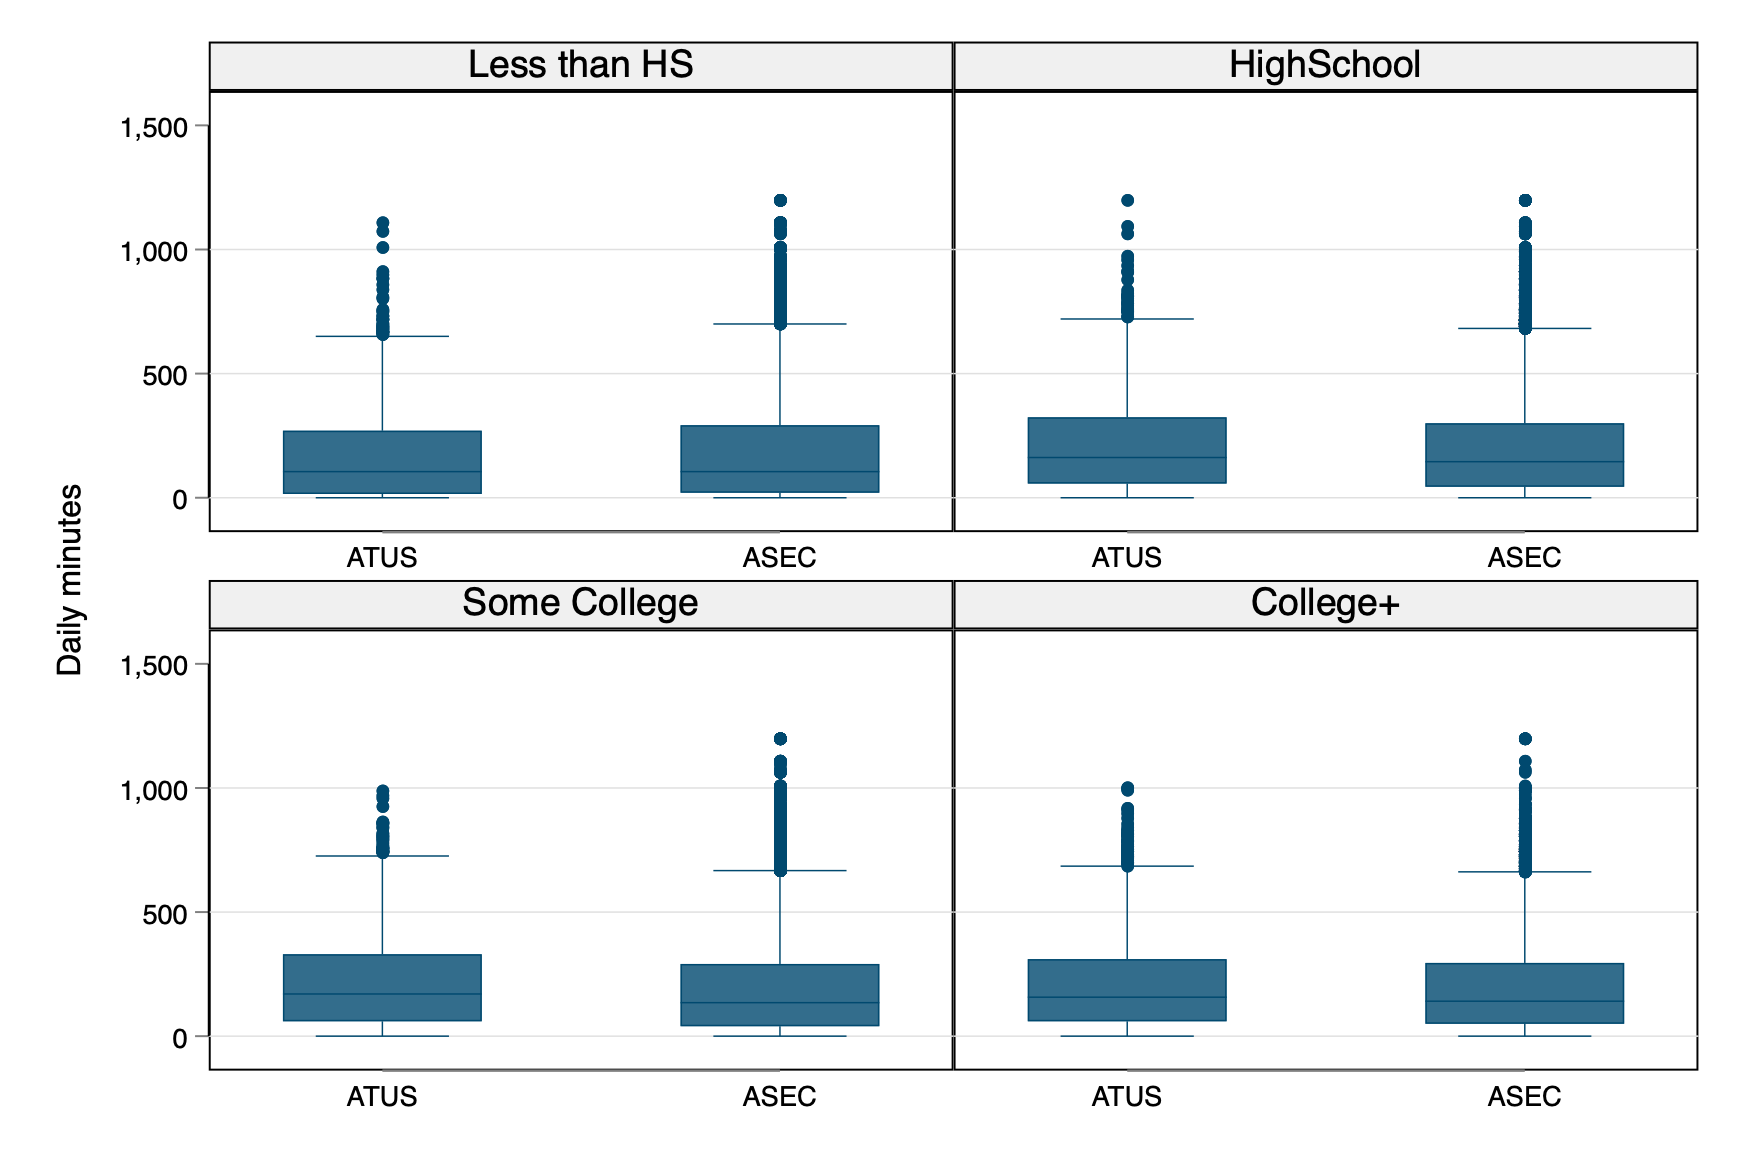 Less than HS
HighSchool
1,500
1,000
500
0
ATUS
ASEC
ATUS
ASEC
Daily minutes
Some College
College+
1,500
1,000
500
0
ATUS
ASEC
ATUS
ASEC